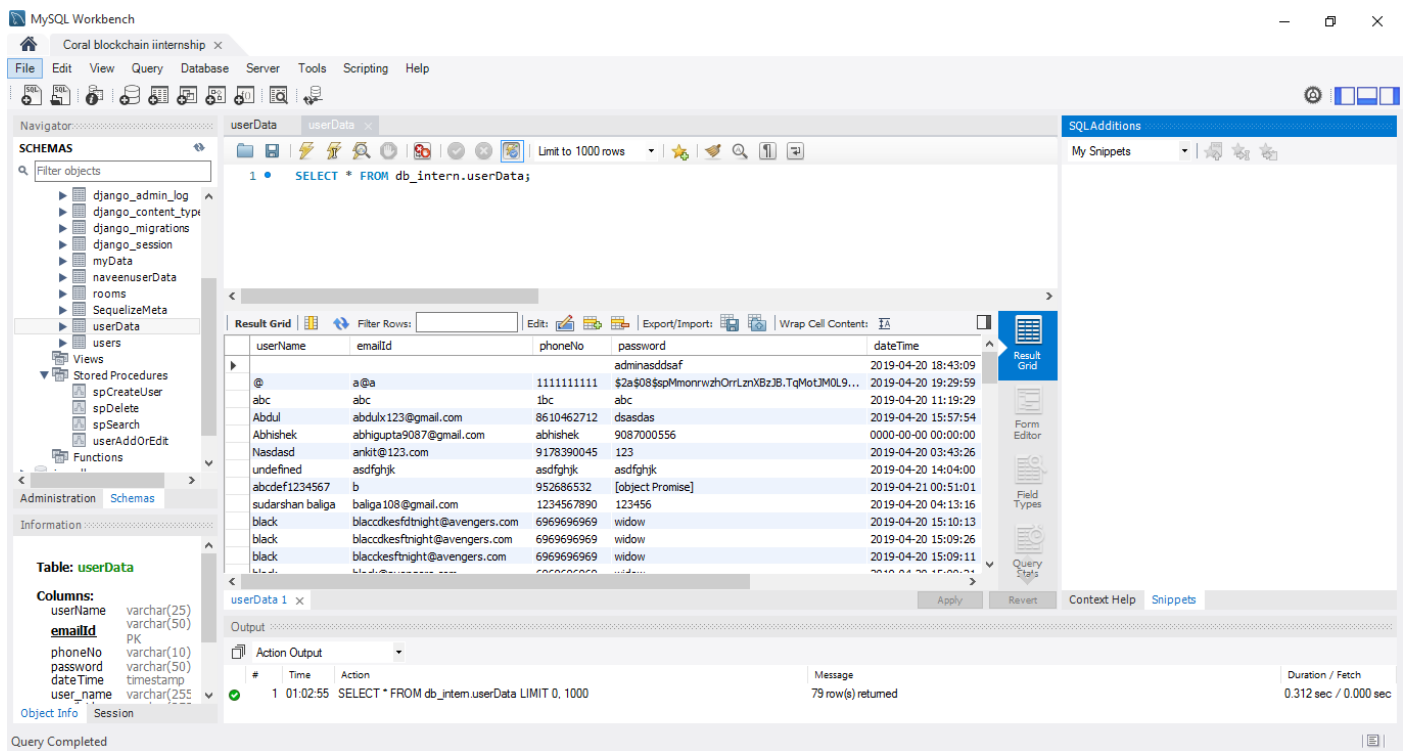 MySQL Workbench
Coral blockchain iinternship
File Edit View Query Database Server Tools Scripting Help
Navigator
SCHEMAS
Filter objects
django_admin_log
django_content_type
django_migrations
django_session
myData
naveenuserData
rooms
SequelizeMeta
userData
users
Views
Stored Procedures
spCreateUser
spDelete
spSearch
userAddOrEdit
Functions
Administration Schemas
Information
Table: userData
Columns:
userName varchar(25)
emailId varchar(50) PK
phoneNo varchar(10)
password varchar(50)
dateTime timestamp
user_name varchar(255
Object Info Session
userData userData
Limit to 1000 rows
1 SELECT * FROM db_intern.userData;
Result Grid Filter Rows: Edit: Export/Import: Wrap Cell Content:
userName emailId phoneNo password dateTime
adminasddsaf 2019-04-20 18:43:09
@ a@a 1111111111 $2a$08$spMmonrwzhOrrLznXBzJB.TqMotJM0L9... 2019-04-20 19:29:59
abc abc 1bc abc 2019-04-20 11:19:29
Abdul abdulx123@gmail.com 8610462712 dsasdas 2019-04-20 15:57:54
Abhishek abhigupta9087@gmail.com abhishek 9087000556 0000-00-00 00:00:00
Nasdasd ankit@123.com 9178390045 123 2019-04-20 03:43:26
undefined asdfghjk asdfghjk asdfghjk 2019-04-20 14:04:00
abcdef1234567 b 952686532 [object Promise] 2019-04-21 00:51:01
sudarshan baliga baliga108@gmail.com 1234567890 123456 2019-04-20 04:13:16
black blaccdkesfdtnight@avengers.com 6969696969 widow 2019-04-20 15:10:13
black blaccdkesftnight@avengers.com 6969696969 widow 2019-04-20 15:09:26
black blacckesftnight@avengers.com 6969696969 widow 2019-04-20 15:09:11
Result Grid
Form Editor
Field Types
Query Stats
userData 1 Apply Revert
SQLAdditions
My Snippets
Context Help Snippets
Output
Action Output
# Time Action Message Duration / Fetch
1 01:02:55 SELECT * FROM db_intern.userData LIMIT 0, 1000 79 row(s) returned 0.312 sec / 0.000 sec
Query Completed